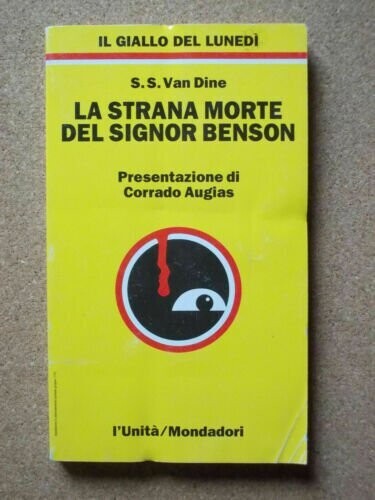 IL GIALLO DEL LUNEDÌ
S. S. Van Dine
LA STRANA MORTE
DEL SIGNOR BENSON
Presentazione di
Corrado Augias
l'Unità/Mondadori